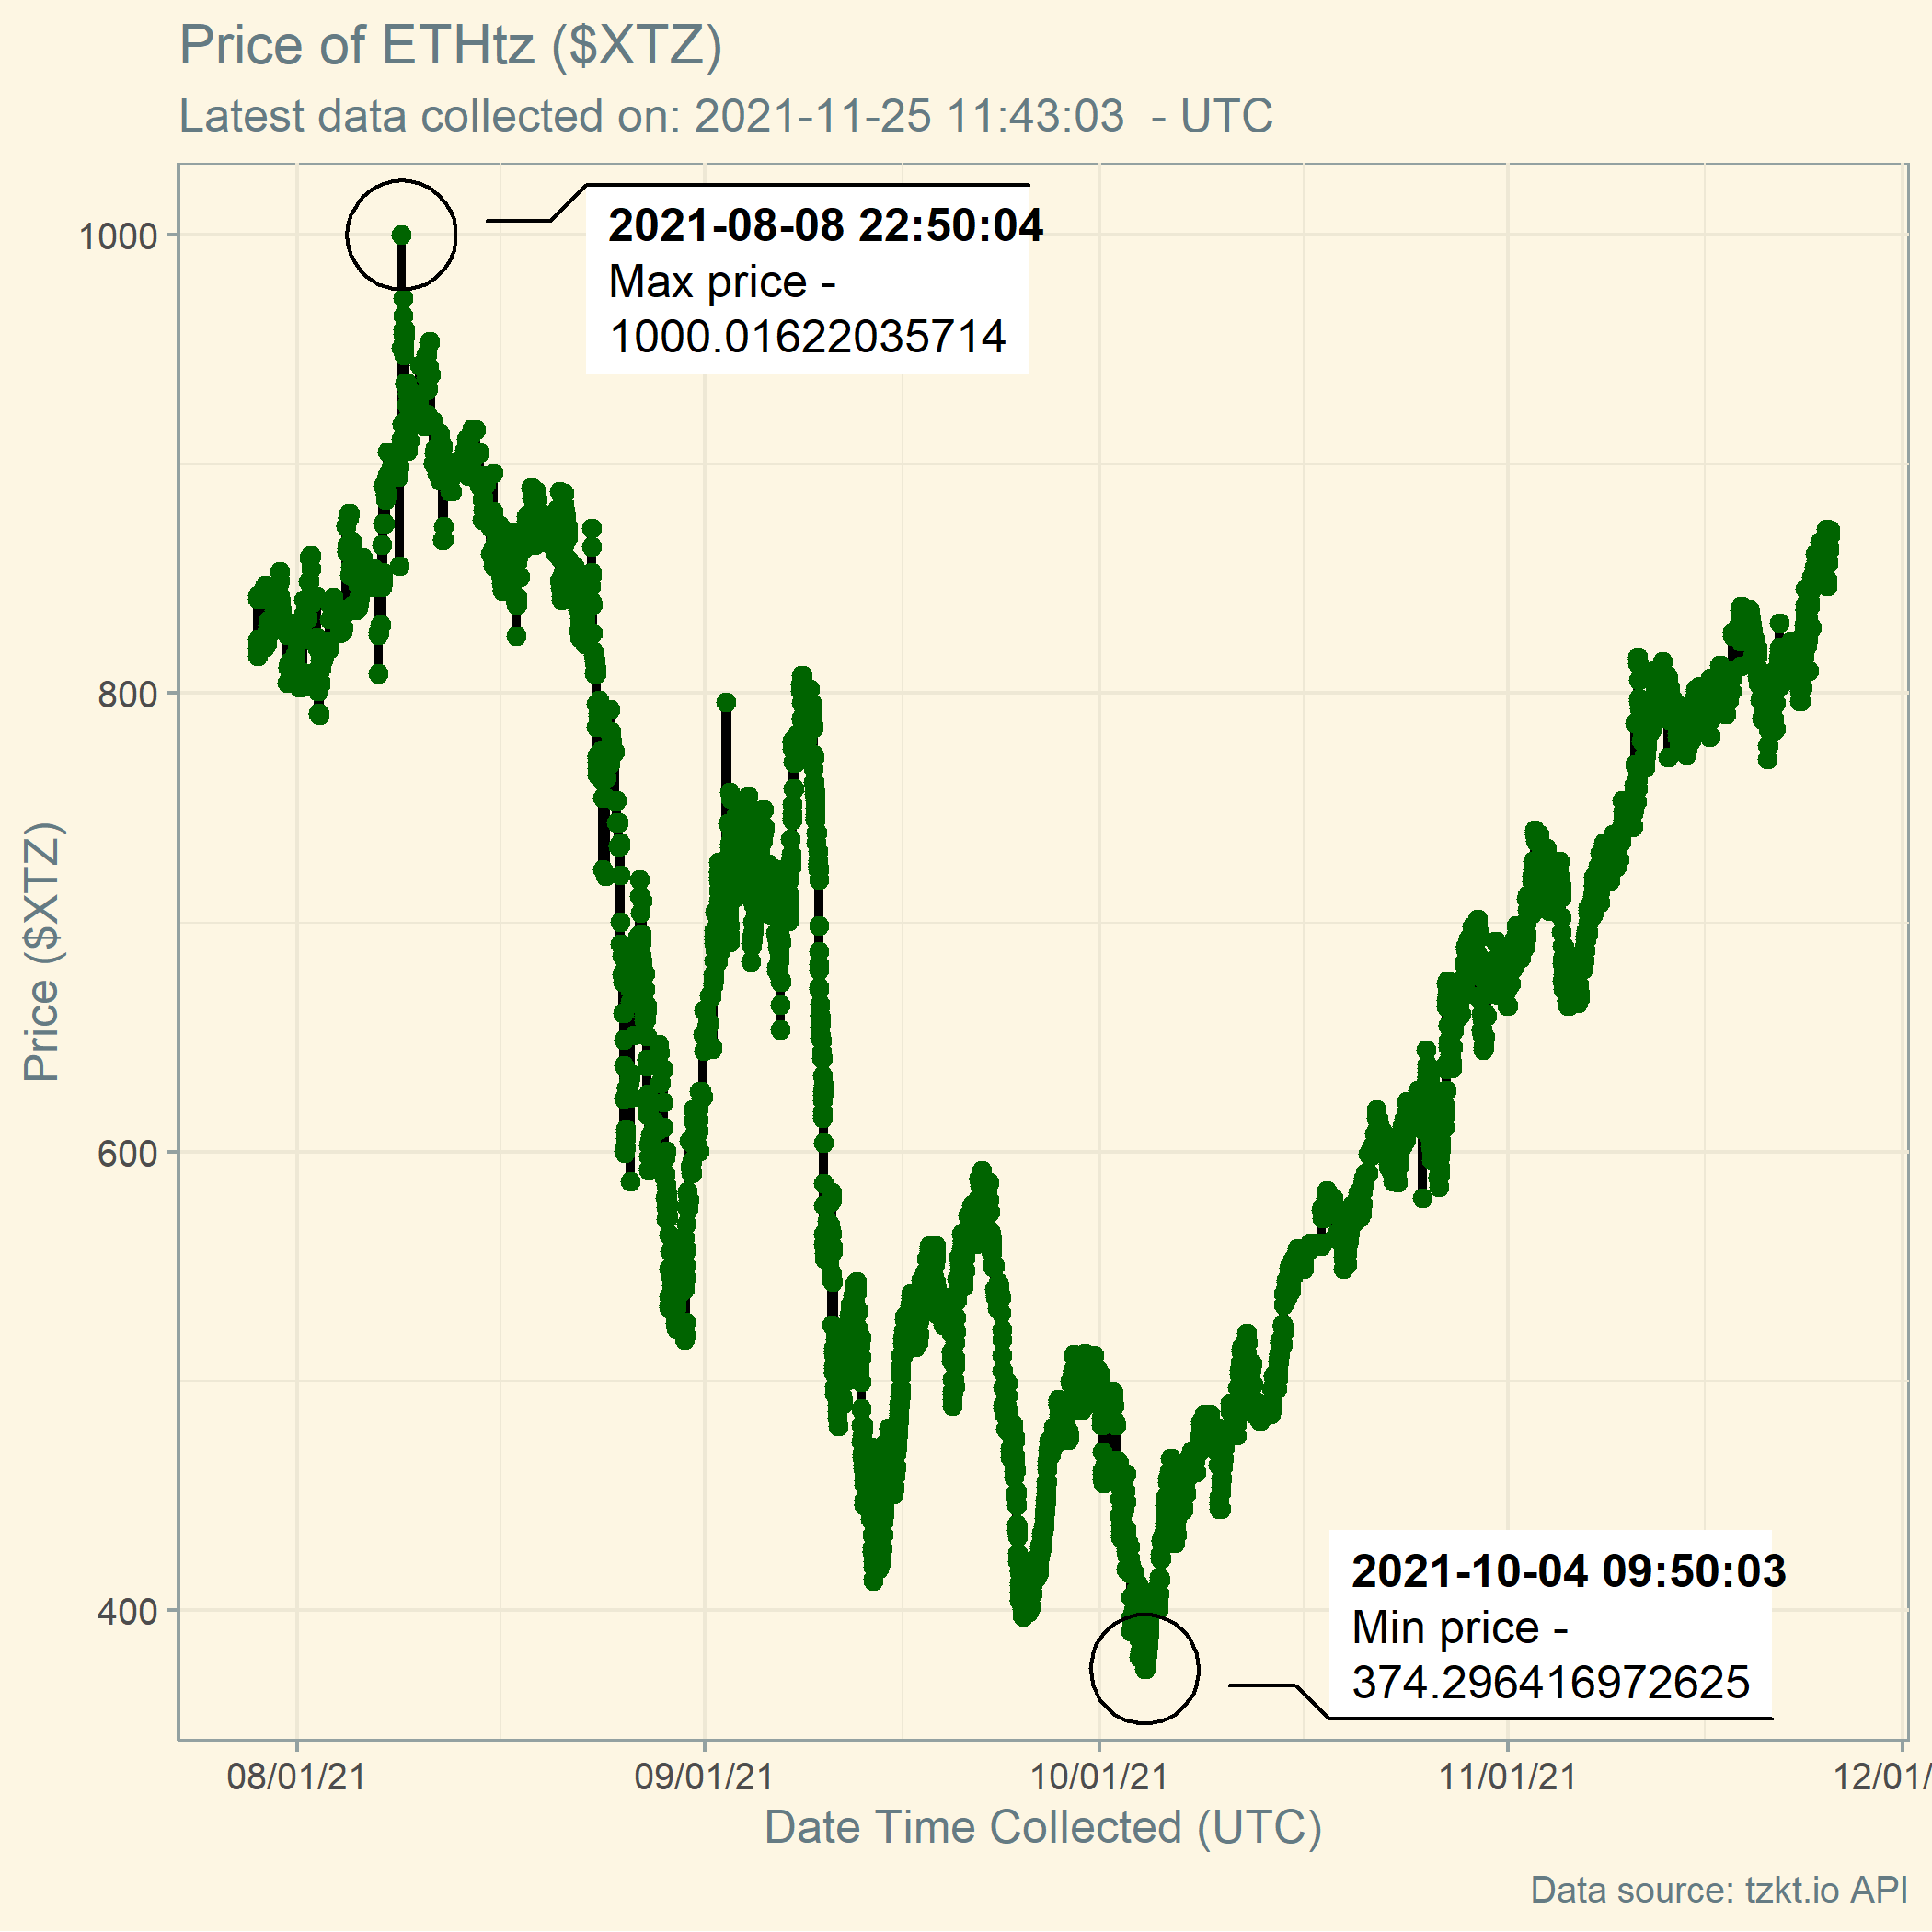 Price of ETHtz ($XTZ)
Latest data collected on: 2021-11-25 11:43:03  - UTC
2021-08-08 22:50:04
Max price -
1000.01622035714
1000
800
600
400
Price ($XTZ)
2021-10-04 09:50:03
Min price -
374.296416972625
08/01/21
09/01/21
10/01/21
11/01/21
12/01/
Date Time Collected (UTC)
Data source: tzkt.io API